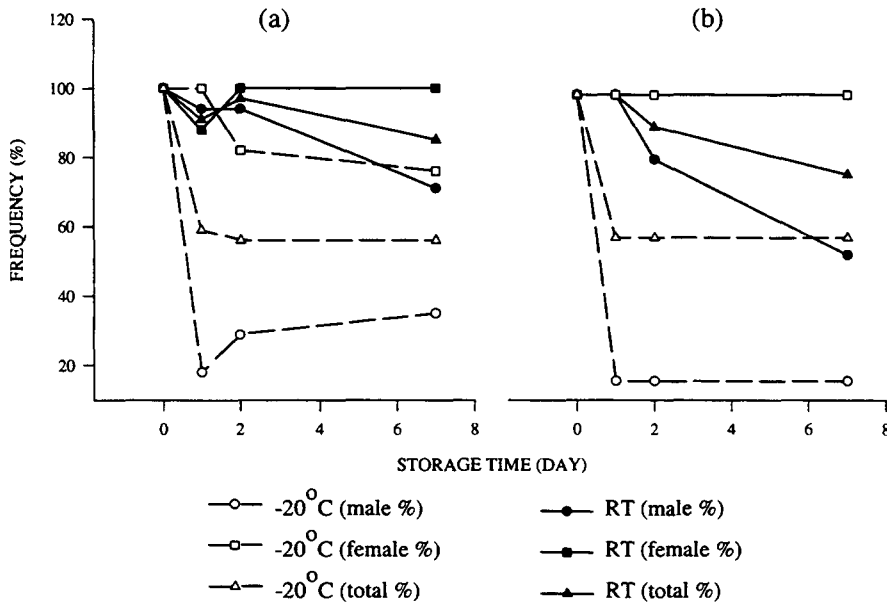 (a)
(b)
120
100
80
60
40
20
FREQUENCY (%)
0 2 4 6 8
0 2 4 6 8
STORAGE TIME (DAY)
-20°C (male %)
RT (male %)
-20°C (female %)
RT (female %)
-20°C (total %)
RT (total %)